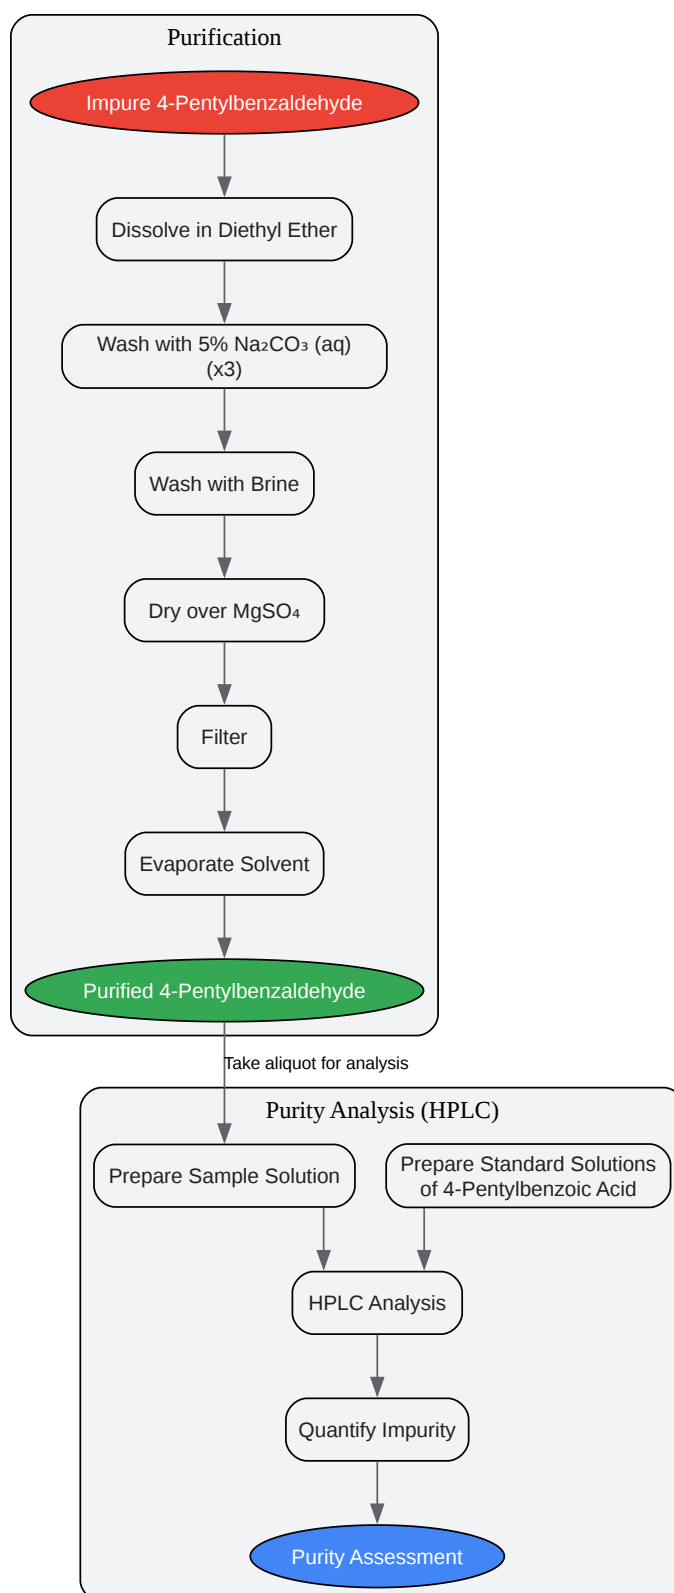 Purification
Impure 4-Pentylbenzaldehyde
Dissolve in Diethyl Ether
Wash with 5% Na₂CO₃ (aq)
(x3)
Wash with Brine
Dry over MgSO₄
Filter
Evaporate Solvent
Purified 4-Pentylbenzaldehyde
Take aliquot for analysis
Purity Analysis (HPLC)
Prepare Sample Solution
Prepare Standard Solutions
of 4-Pentylbenzoic Acid
HPLC Analysis
Quantify Impurity
Purity Assessment